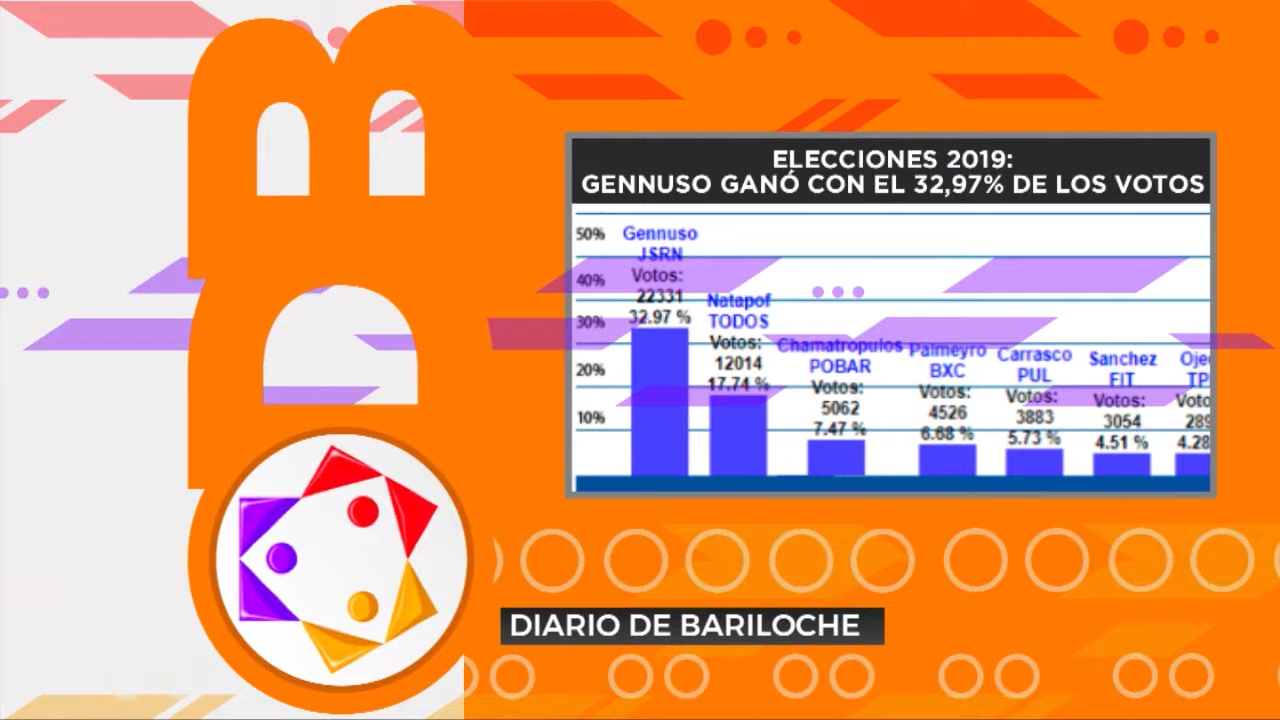 ELECCIONES 2019:
GENNUSO GANÓ CON EL 32,97% DE LOS VOTOS
50%
40%
30%
20%
10%
Gennuso
JSRN
Votos:
22331
32.97 %
Natapof
TODOS
Votos:
12014
17.74 %
Chamatropulos
POBAR
Votos:
5062
7.47 %
Palmeyro
BXC
Votos:
4526
6.68 %
Carrasco
PUL
Votos:
3883
5.73 %
Sanchez
FIT
Votos:
3054
4.51 %
DIARIO DE BARILOCHE